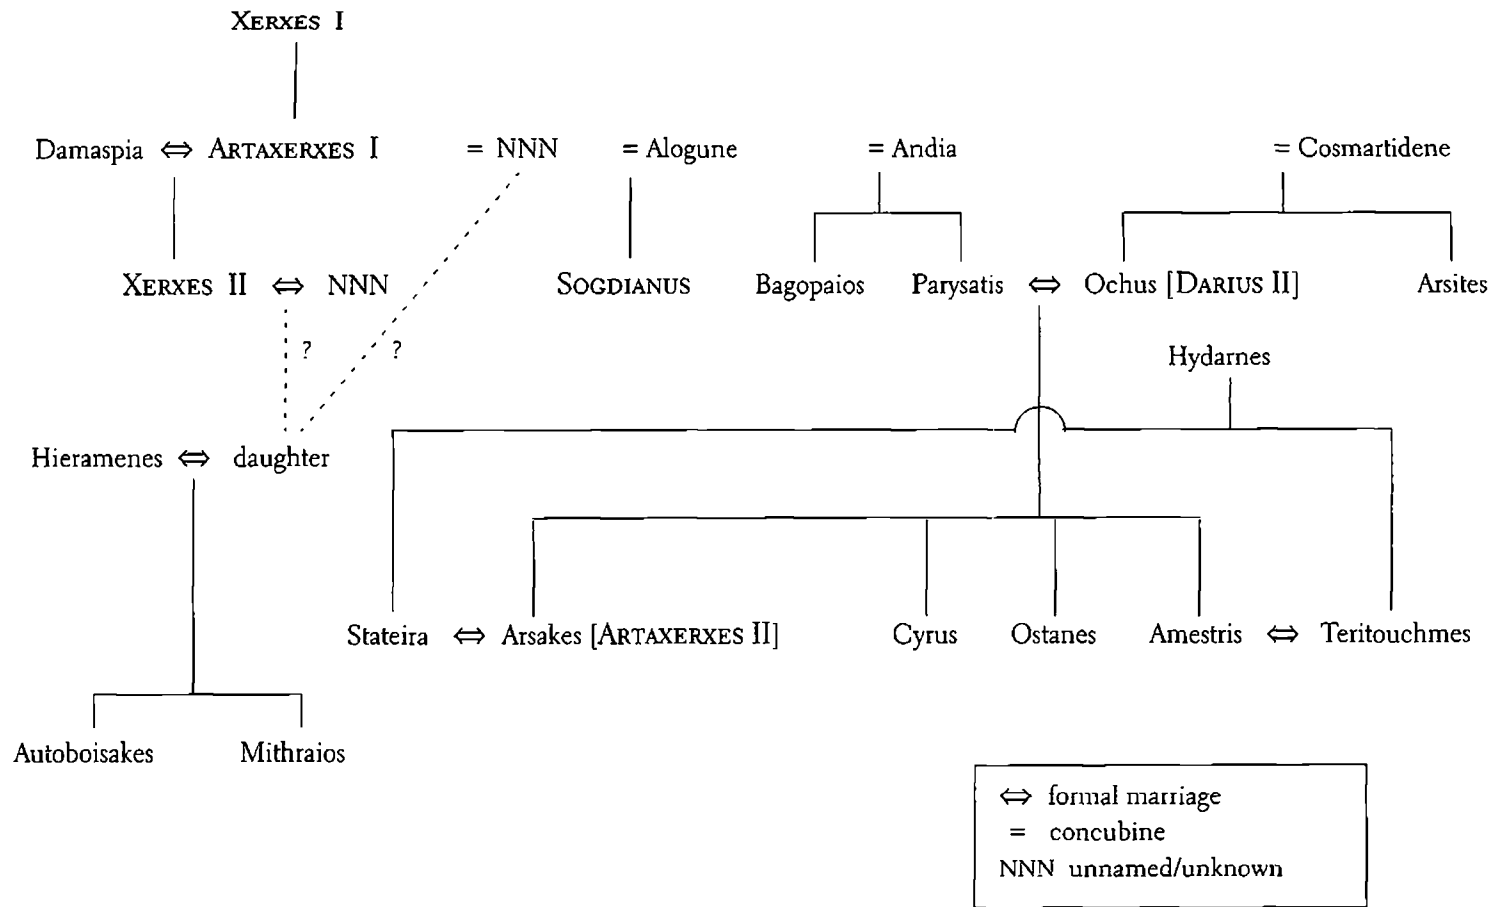 XERXES I
Damaspia ⇔ ARTAXERXES I = NNN = Alogune = Andia = Cosmartidene
XERXES II ⇔ NNN SOGDIANUS Bagopaios Parysatis ⇔ Ochus [DARIUS II] Arsites
? ?
Hydarnes
Hieramenes ⇔ daughter
Stateira ⇔ Arsakes [ARTAXERXES II] Cyrus Ostanes Amestris ⇔ Teritouchmes
Autoboisakes Mithraios
⇔ formal marriage
= concubine
NNN unnamed/unknown